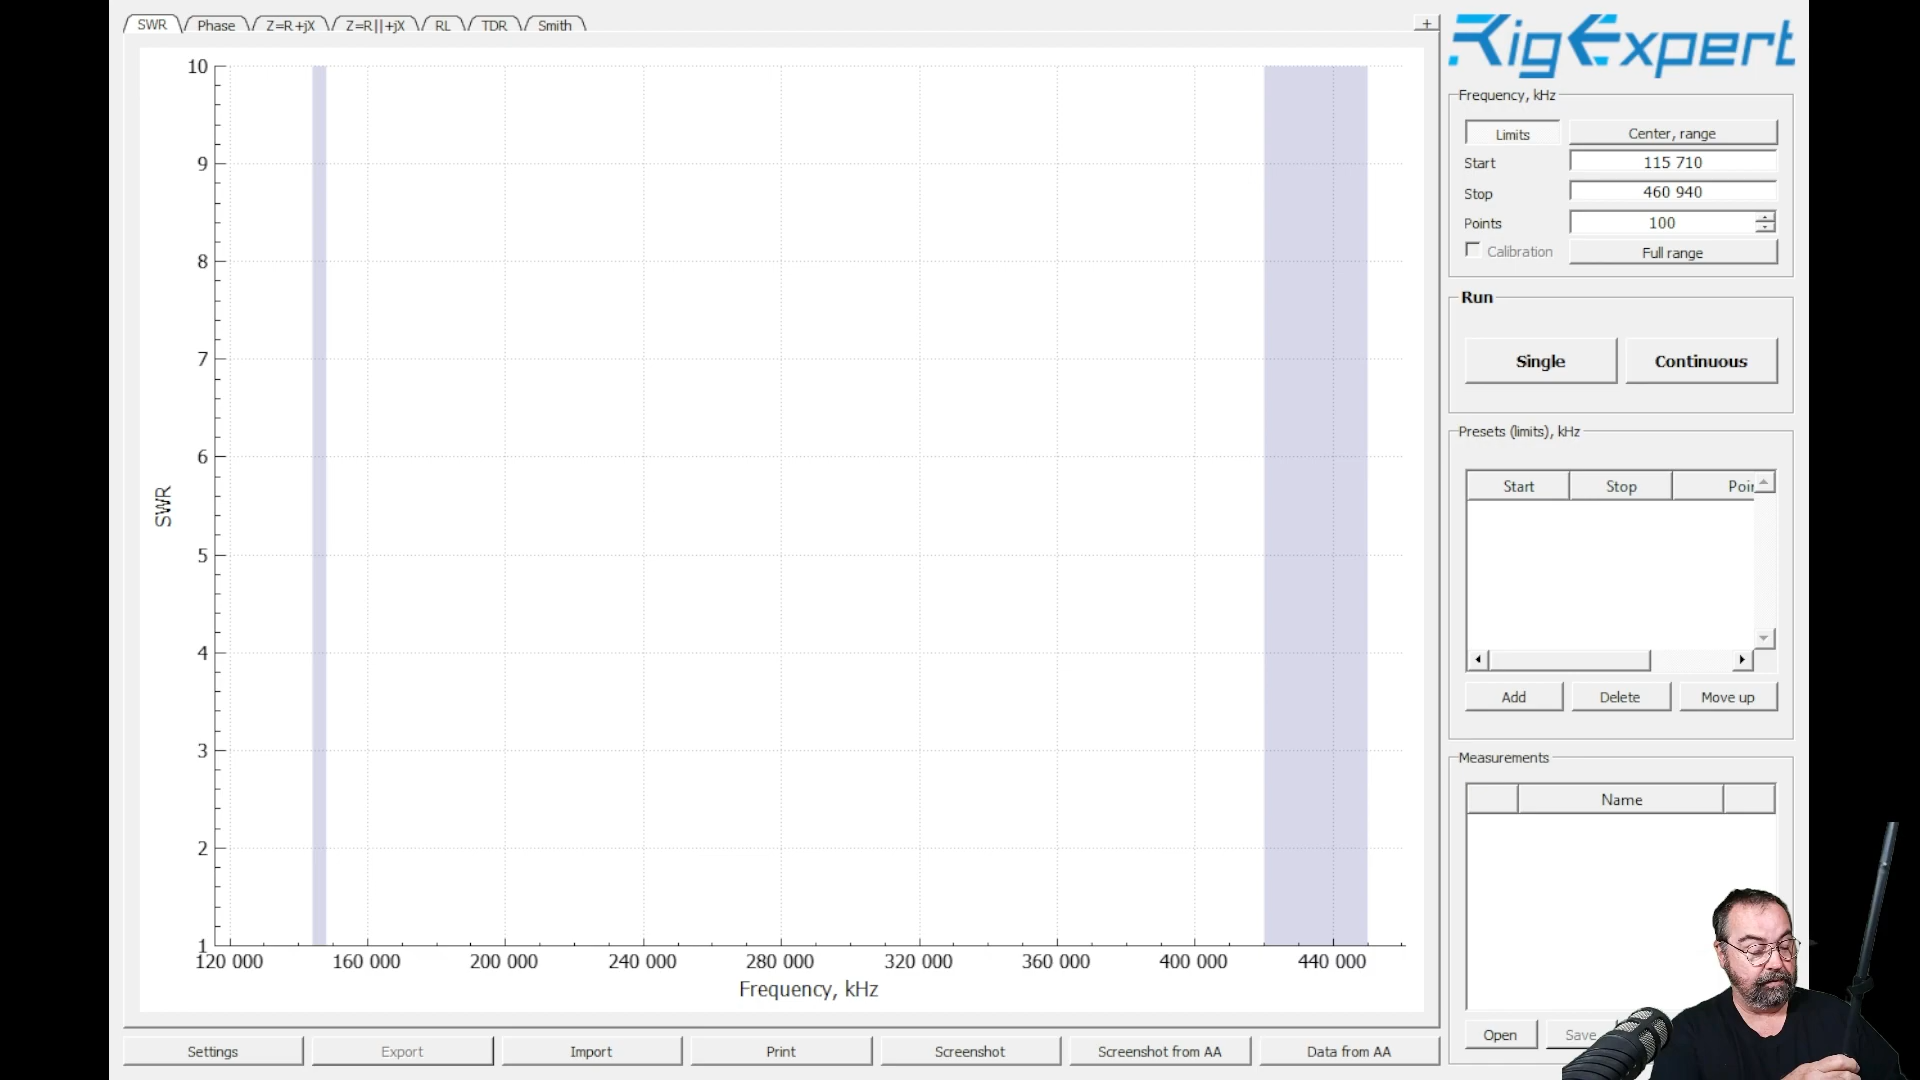 SWR Phase Z=R+jX Z=R||+jX RL TDR Smith
+
RigExpert
Frequency, kHz
Limits Center, range
Start 115 710
Stop 460 940
Points 100
Calibration Full range
Run
Single Continuous
Presets (limits), kHz
Start Stop Poir
Add Delete Move up
Measurements
Name
Open Save
10
9
8
7
6
5
4
3
2
1
SWR
120 000 160 000 200 000 240 000 280 000 320 000 360 000 400 000 440 000
Frequency, kHz
Settings Export Import Print Screenshot Screenshot from AA Data from AA